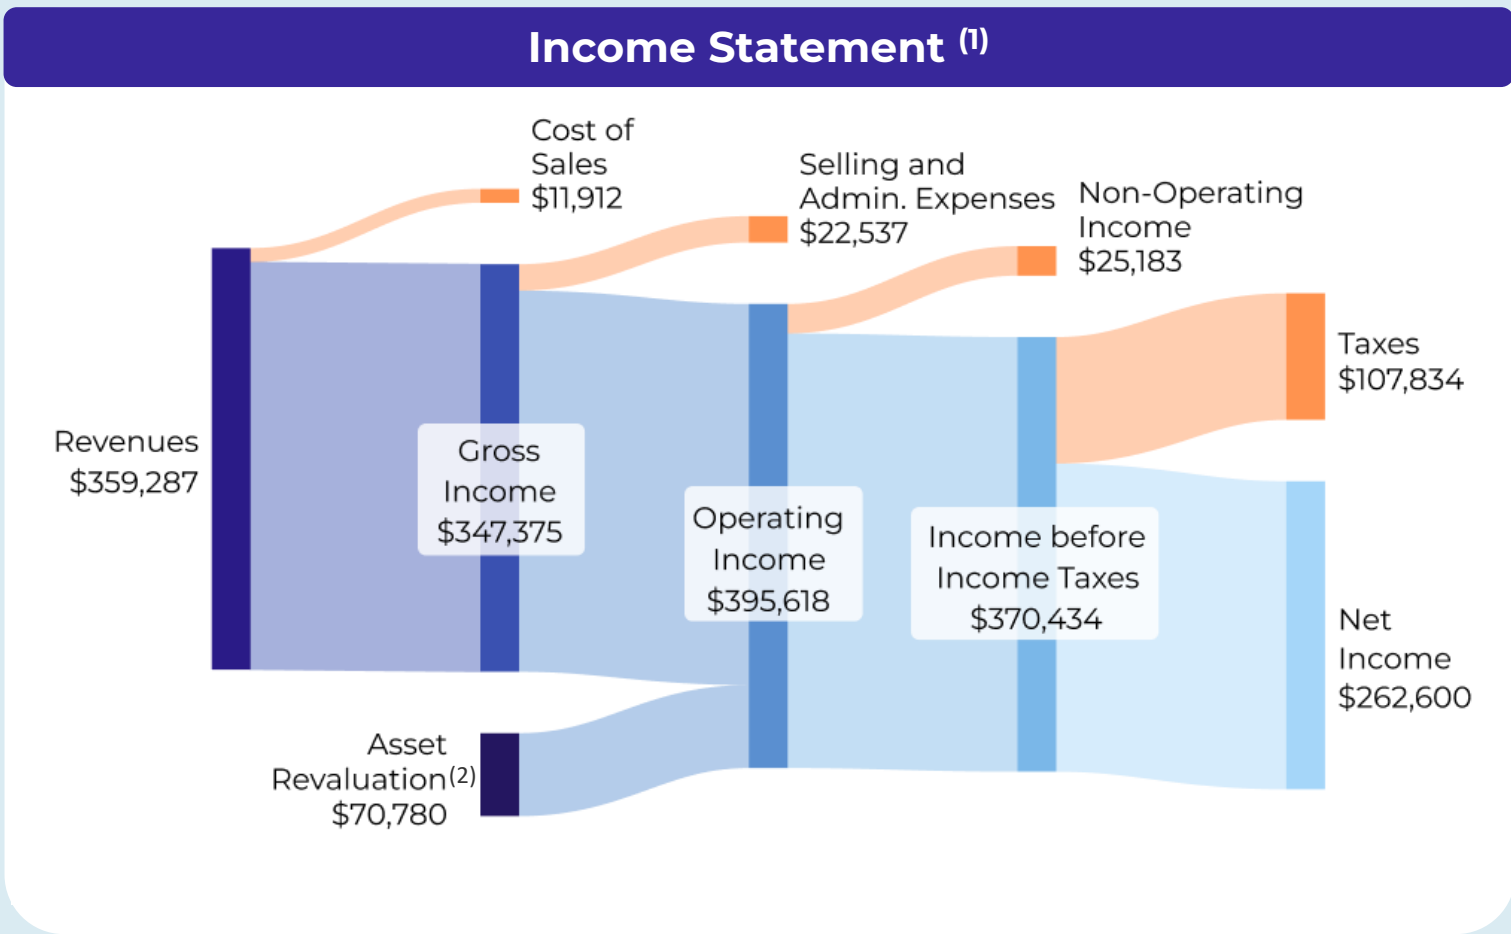 Income Statement (1)
Cost of
Sales
$11,912
Selling and
Admin. Expenses
$22,537
Non-Operating
Income
$25,183
Taxes
$107,834
Revenues
$359,287
Gross
Income
$347,375
Operating
Income
$395,618
Income before
Income Taxes
$370,434
Net
Income
$262,600
Asset
Revaluation(2)
$70,780